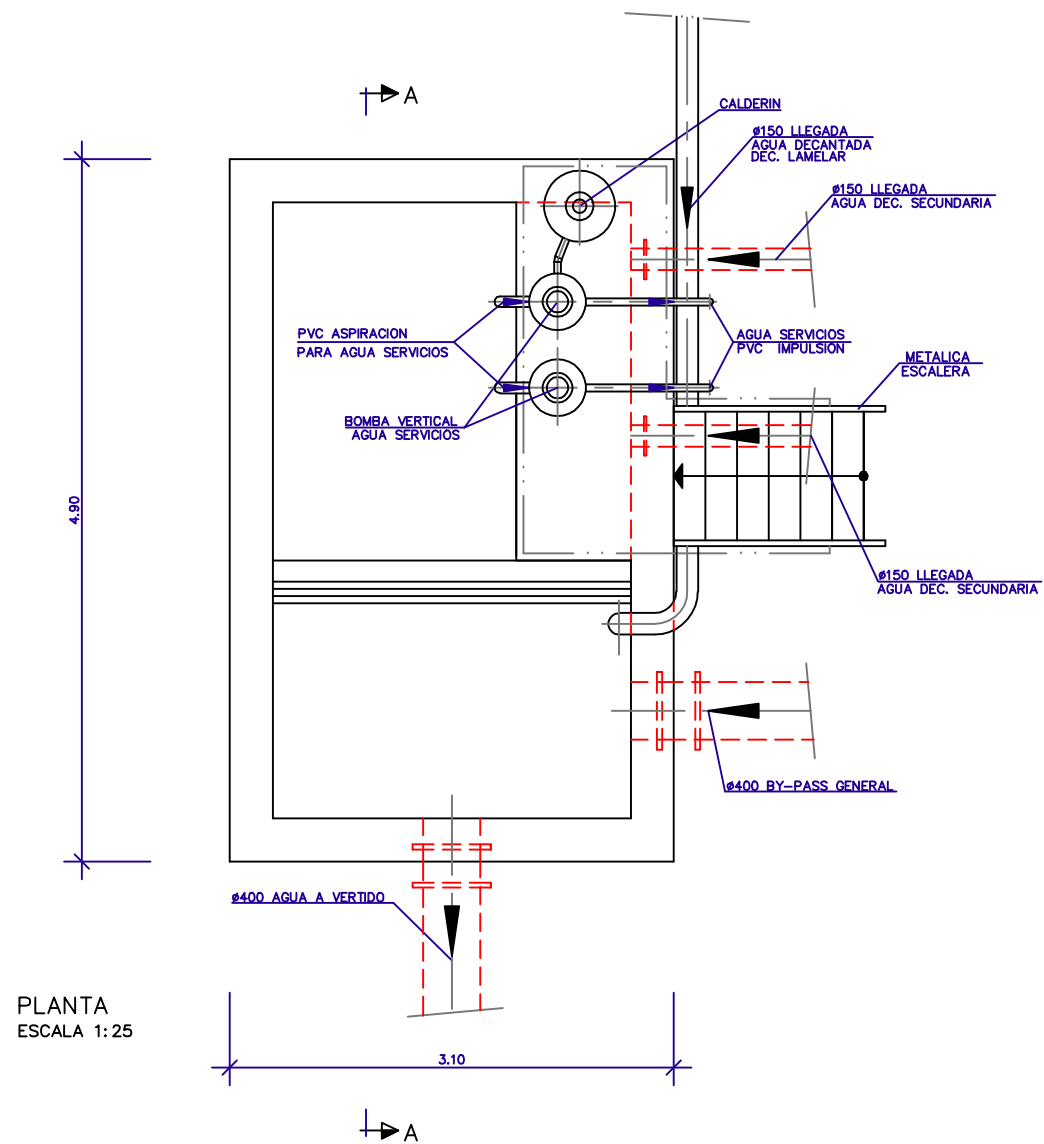 A
CALDERIN
ø150 LLEGADA
AGUA DECANTADA
DEC. LAMELAR
ø150 LLEGADA
AGUA DEC. SECUNDARIA
PVC ASPIRACION
PARA AGUA SERVICIOS
AGUA SERVICIOS
PVC IMPULSION
METALICA
ESCALERA
BOMBA VERTICAL
AGUA SERVICIOS
4.90
ø150 LLEGADA
AGUA DEC. SECUNDARIA
ø400 BY-PASS GENERAL
ø400 AGUA A VERTIDO
PLANTA
ESCALA 1:25
3.10
A